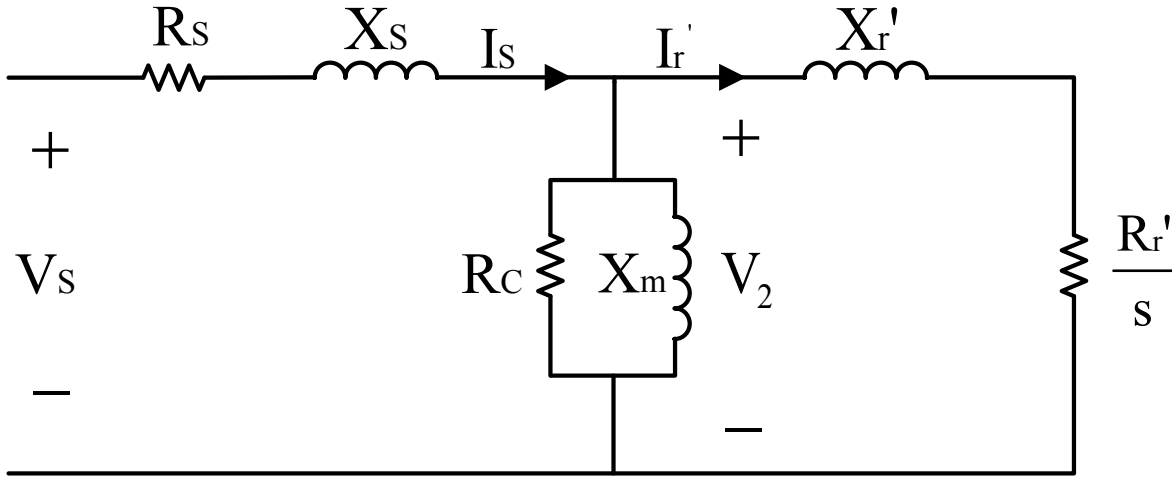 RS XS IS Ir' Xr'
+ +
VS RC Xm V2 Rr'
s
− −